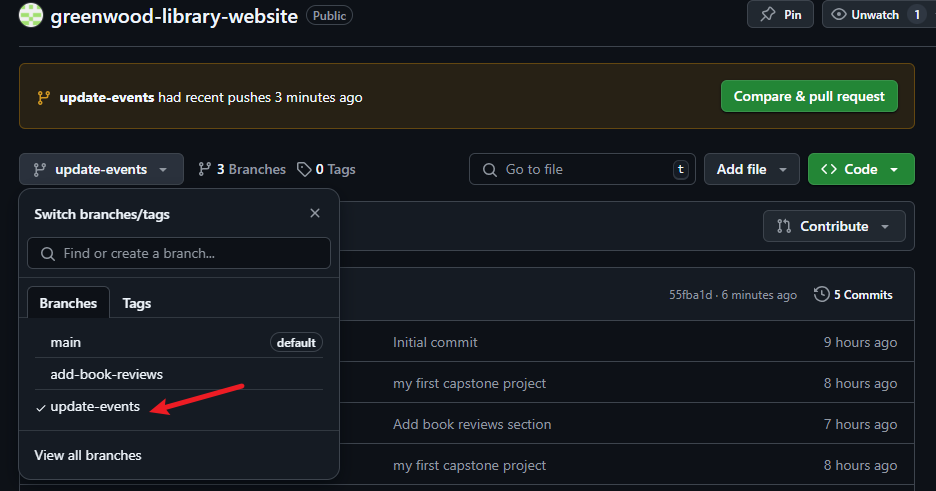 greenwood-library-website Public Pin Unwatch 1
update-events had recent pushes 3 minutes ago Compare & pull request
update-events 3 Branches 0 Tags Go to file t Add file Code
Switch branches/tags
Contribute
Find or create a branch...
Branches Tags
55fba1d · 6 minutes ago 5 Commits
main default
Initial commit 9 hours ago
add-book-reviews
my first capstone project 8 hours ago
update-events
Add book reviews section 7 hours ago
View all branches
my first capstone project 8 hours ago